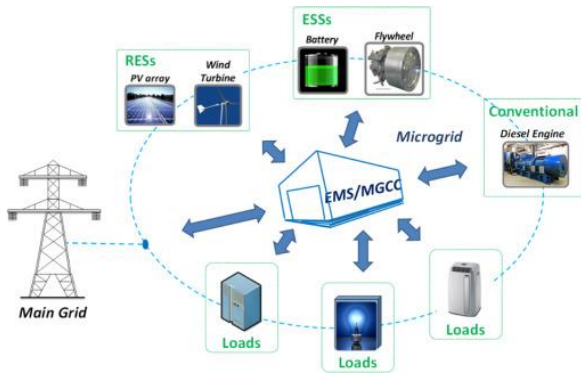 ESSs
Battery
Flywheel
RESs
PV array
Wind
Turbine
Conventional
Diesel Engine
Microgrid
EMS/MGCC
Main Grid
Loads
Loads
Loads